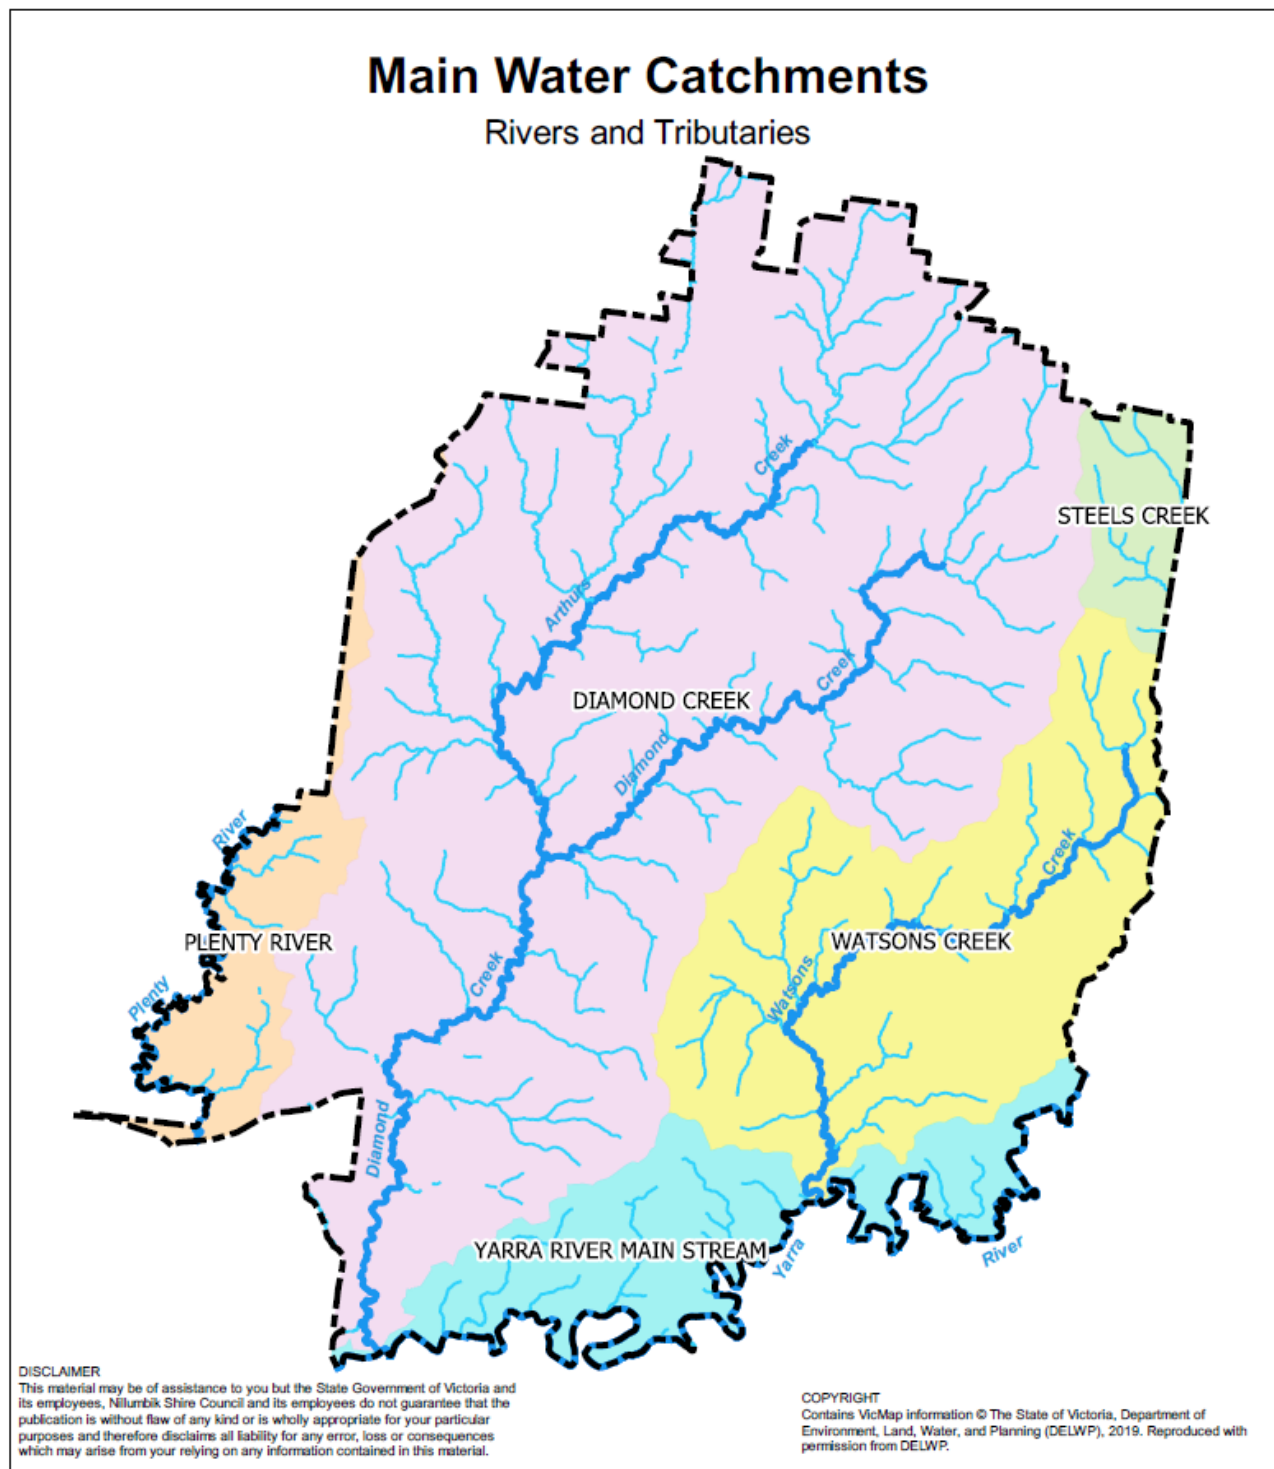 Main Water Catchments
Rivers and Tributaries
Creek
STEELS CREEK
Arthurs
Creek
DIAMOND CREEK
Diamond
River
Creek
PLENTY RIVER
WATSONS CREEK
Creek
Watsons
Plenty
Diamond
YARRA RIVER MAIN STREAM
Yarra
River
DISCLAIMER
This material may be of assistance to you but the State Government of Victoria and
its employees, Nillumbik Shire Council and its employees do not guarantee that the
publication is without flaw of any kind or is wholly appropriate for your particular
purposes and therefore disclaims all liability for any error, loss or consequences
which may arise from your relying on any information contained in this material.
COPYRIGHT
Contains VicMap information © The State of Victoria, Department of
Environment, Land, Water, and Planning (DELWP), 2019. Reproduced with
permission from DELWP.